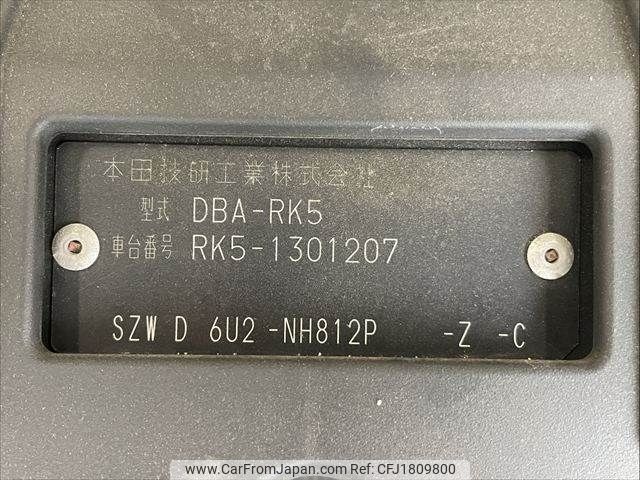 本田技研工業株式会社
型式 DBA-RK5
車台番号 RK5-1301207
SZW D 6U2 -NH812P -Z -C
www.CarFromJapan.com CFJ1809800